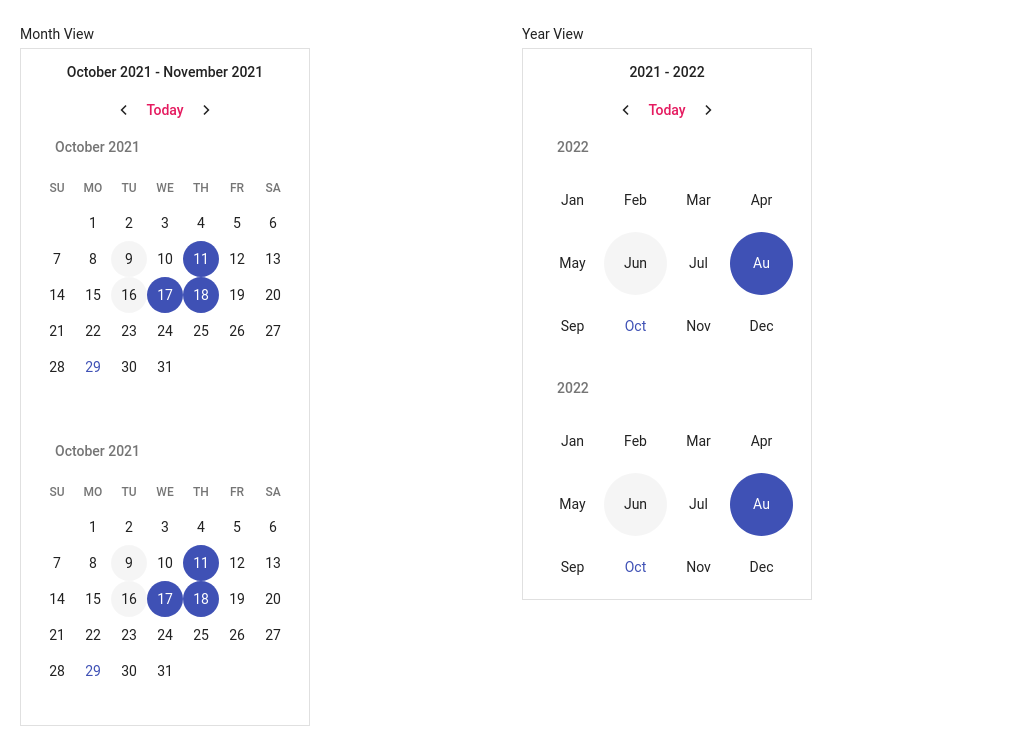 Month View
October 2021 - November 2021
Today
October 2021
SU MO TU WE TH FR SA
1 2 3 4 5 6
7 8 9 10 11 12 13
14 15 16 17 18 19 20
21 22 23 24 25 26 27
28 29 30 31
October 2021
SU MO TU WE TH FR SA
1 2 3 4 5 6
7 8 9 10 11 12 13
14 15 16 17 18 19 20
21 22 23 24 25 26 27
28 29 30 31
Year View
2021 - 2022
Today
2022
Jan Feb Mar Apr
May Jun Jul Au
Sep Oct Nov Dec
2022
Jan Feb Mar Apr
May Jun Jul Au
Sep Oct Nov Dec